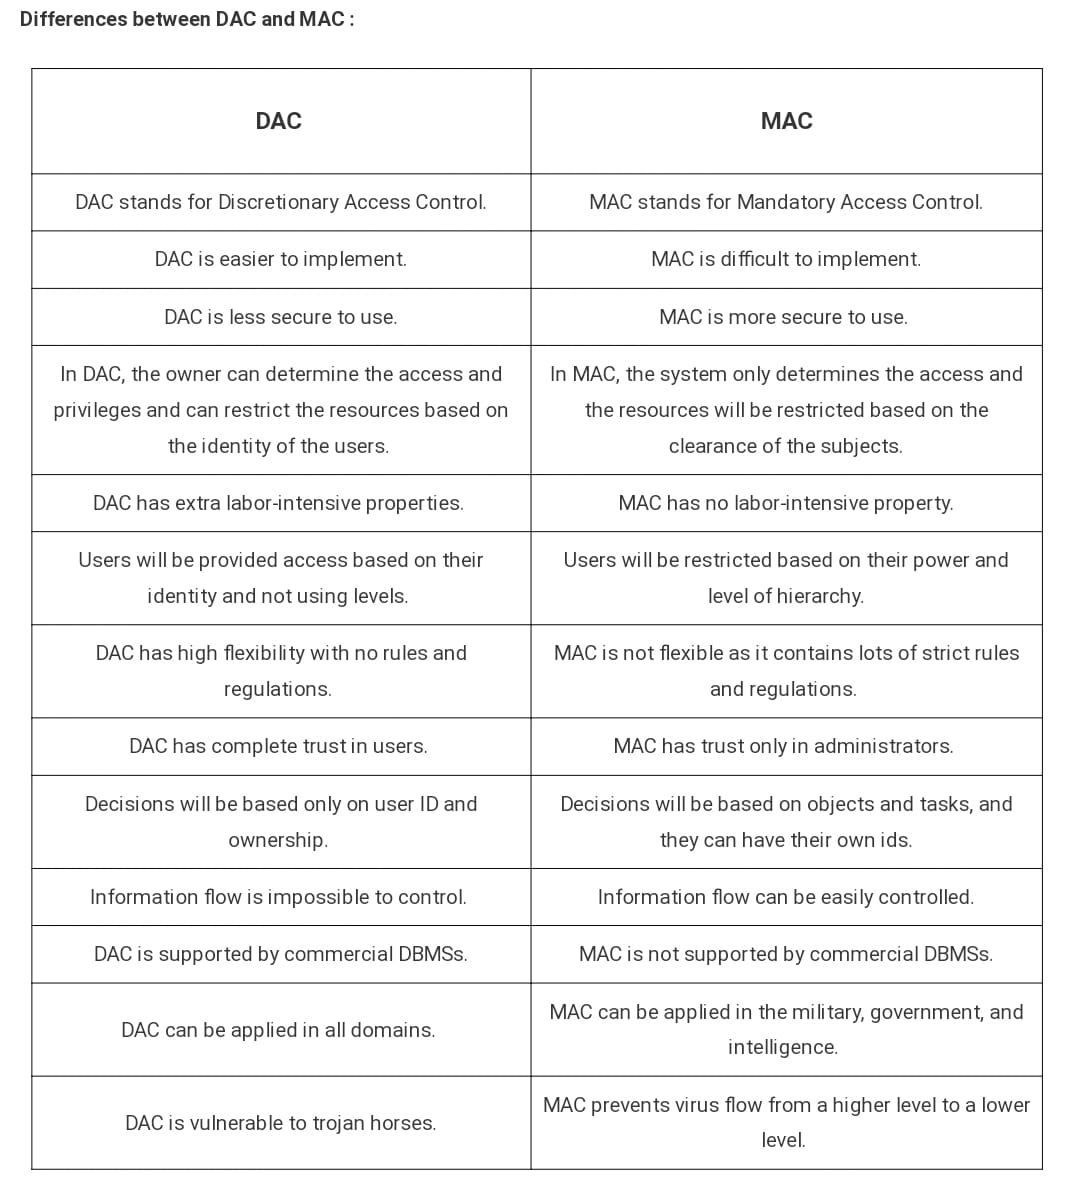 Differences between DAC and MAC :
DAC
MAC
DAC stands for Discretionary Access Control.
MAC stands for Mandatory Access Control.
DAC is easier to implement.
MAC is difficult to implement.
DAC is less secure to use.
MAC is more secure to use.
In DAC, the owner can determine the access and
privileges and can restrict the resources based on
the identity of the users.
In MAC, the system only determines the access and
the resources will be restricted based on the
clearance of the subjects.
DAC has extra labor-intensive properties.
MAC has no labor-intensive property.
Users will be provided access based on their
identity and not using levels.
Users will be restricted based on their power and
level of hierarchy.
DAC has high flexibility with no rules and
regulations.
MAC is not flexible as it contains lots of strict rules
and regulations.
DAC has complete trust in users.
MAC has trust only in administrators.
Decisions will be based only on user ID and
ownership.
Decisions will be based on objects and tasks, and
they can have their own ids.
Information flow is impossible to control.
Information flow can be easily controlled.
DAC is supported by commercial DBMSs.
MAC is not supported by commercial DBMSs.
DAC can be applied in all domains.
MAC can be applied in the military, government, and
intelligence.
DAC is vulnerable to trojan horses.
MAC prevents virus flow from a higher level to a lower
level.